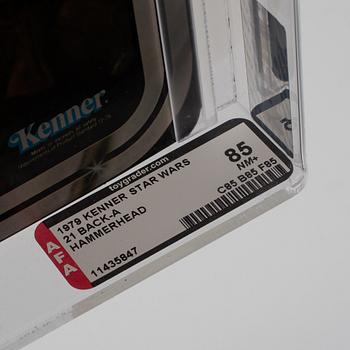 Kenner
toygrader.com
1979 KENNER STAR WARS
21 BACK-A
HAMMERHEAD
85
NM+
C85 B85 F85
11435847
AFA